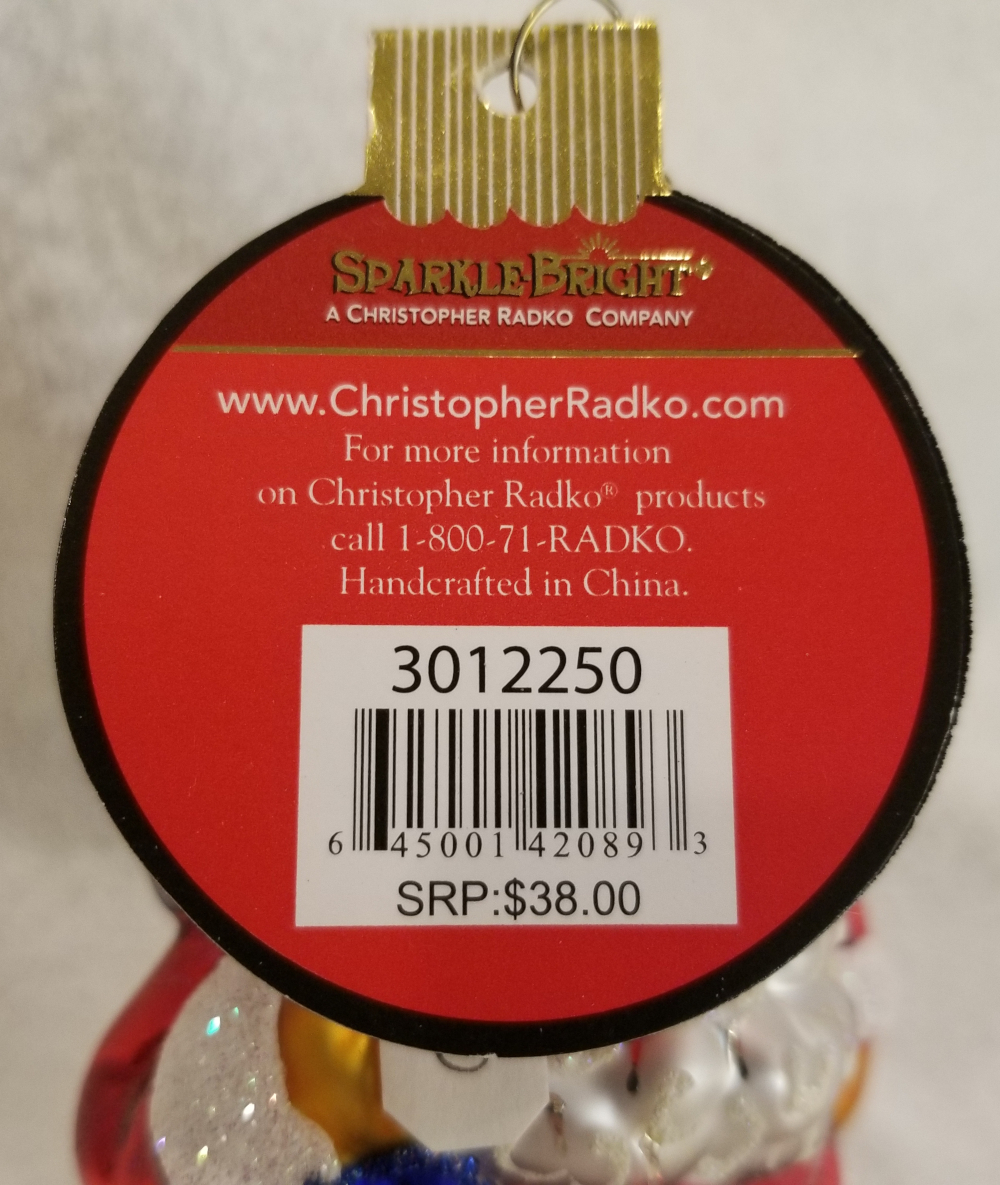 SPARKLE-BRIGHT
A CHRISTOPHER RADKO COMPANY
www.ChristopherRadko.com
For more information
on Christopher Radko® products
call 1-800-71-RADKO.
Handcrafted in China.
3012250
6 45001 42089 3
SRP:$38.00